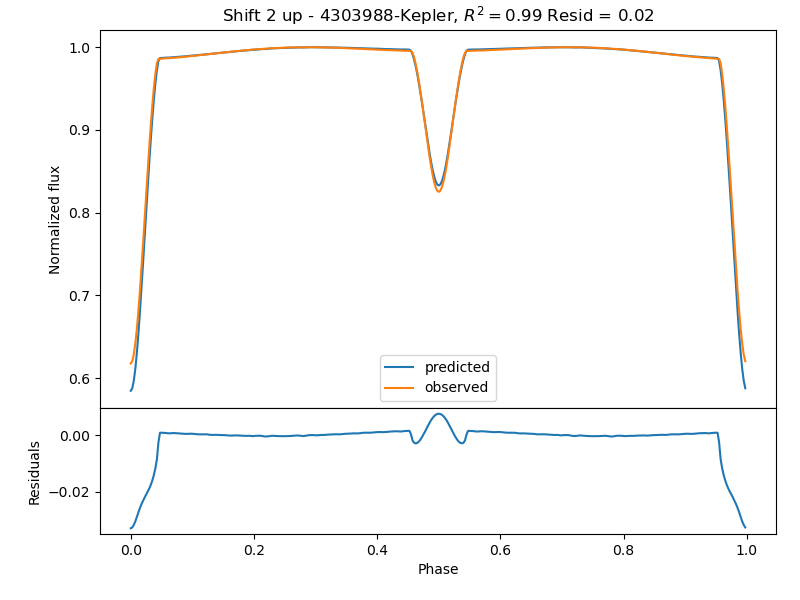 Shift 2 up - 4303988-Kepler, R² = 0.99 Resid = 0.02
1.0
0.9
0.8
0.7
0.6
Normalized flux
predicted
observed
0.00
−0.02
Residuals
0.0 0.2 0.4 0.6 0.8 1.0
Phase